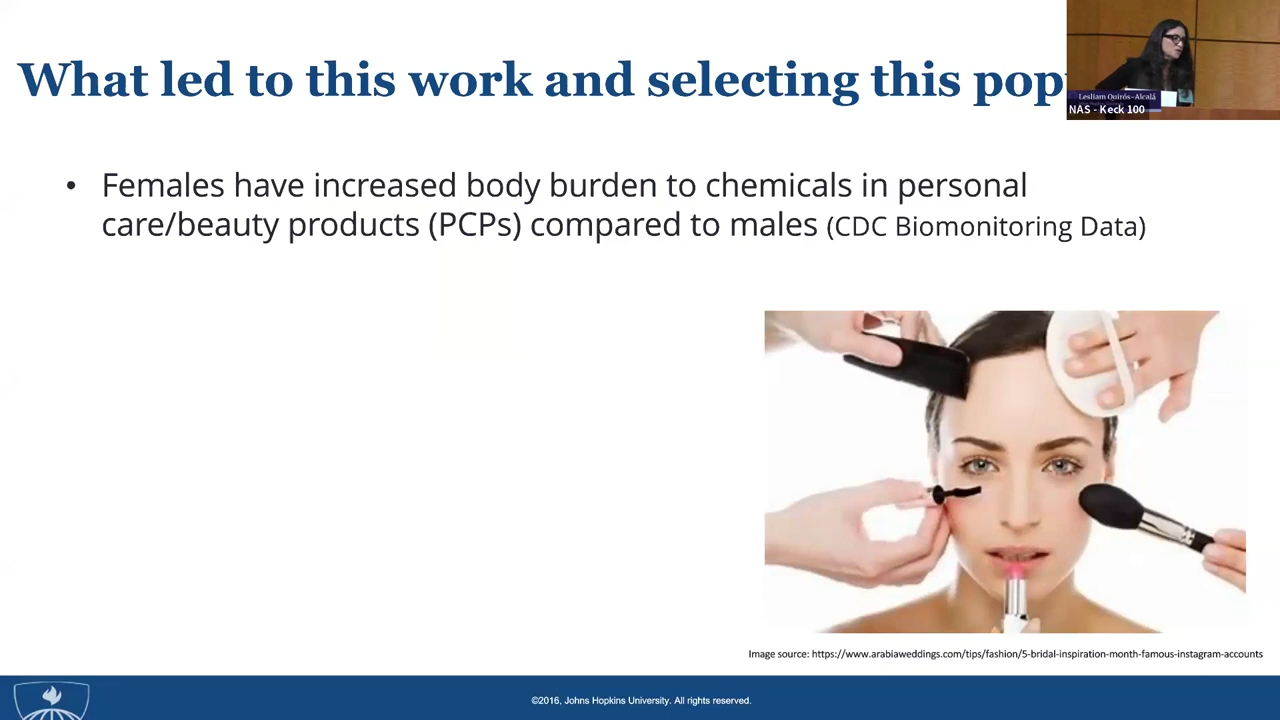 What led to this work and selecting this pop
Lesliam Quirós-Alcalá
NAS - Keck 100
• Females have increased body burden to chemicals in personal
care/beauty products (PCPs) compared to males (CDC Biomonitoring Data)
Image source: https://www.arabiaweddings.com/tips/fashion/5-bridal-inspiration-month-famous-instagram-accounts
©2016, Johns Hopkins University. All rights reserved.